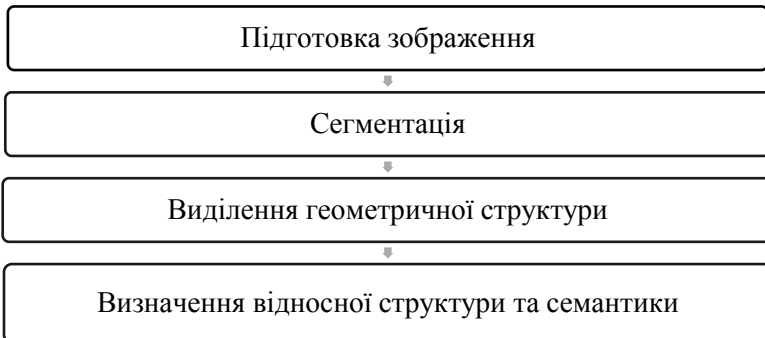 Підготовка зображення
Сегментація
Виділення геометричної структури
Визначення відносної структури та семантики